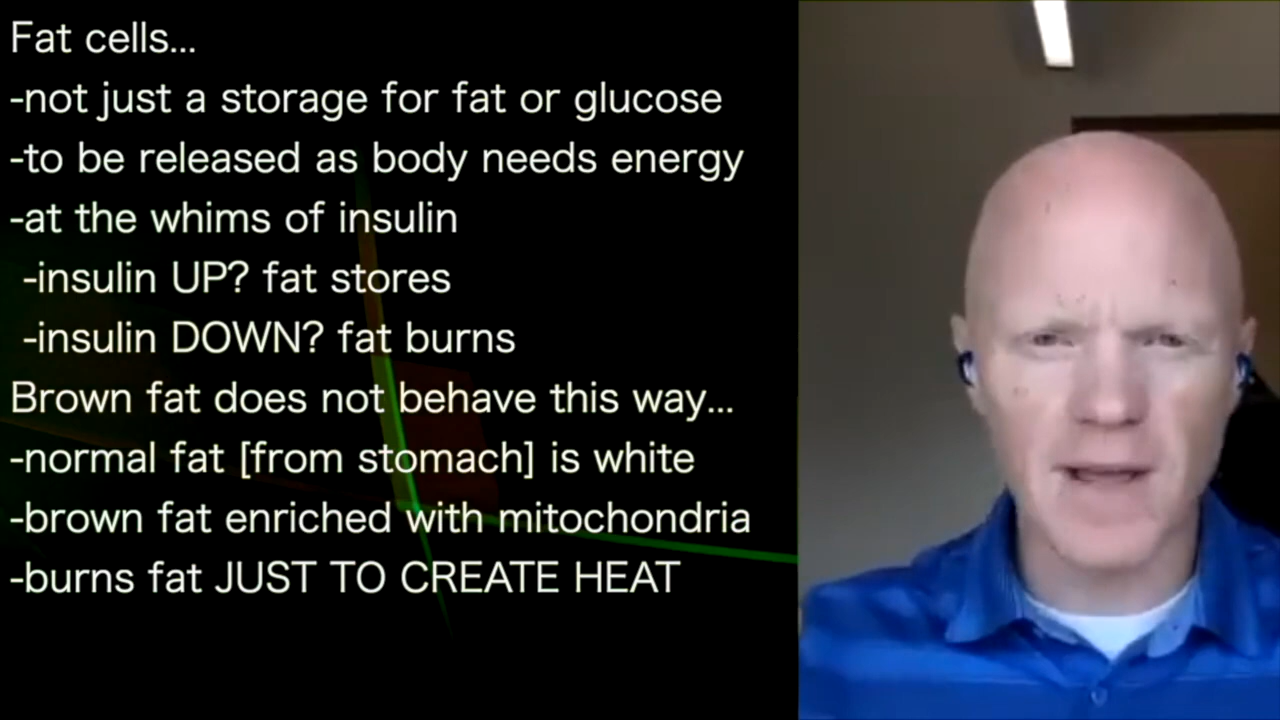 Fat cells...
-not just a storage for fat or glucose
-to be released as body needs energy
-at the whims of insulin
-insulin UP? fat stores
-insulin DOWN? fat burns
Brown fat does not behave this way...
-normal fat [from stomach] is white
-brown fat enriched with mitochondria
-burns fat JUST TO CREATE HEAT